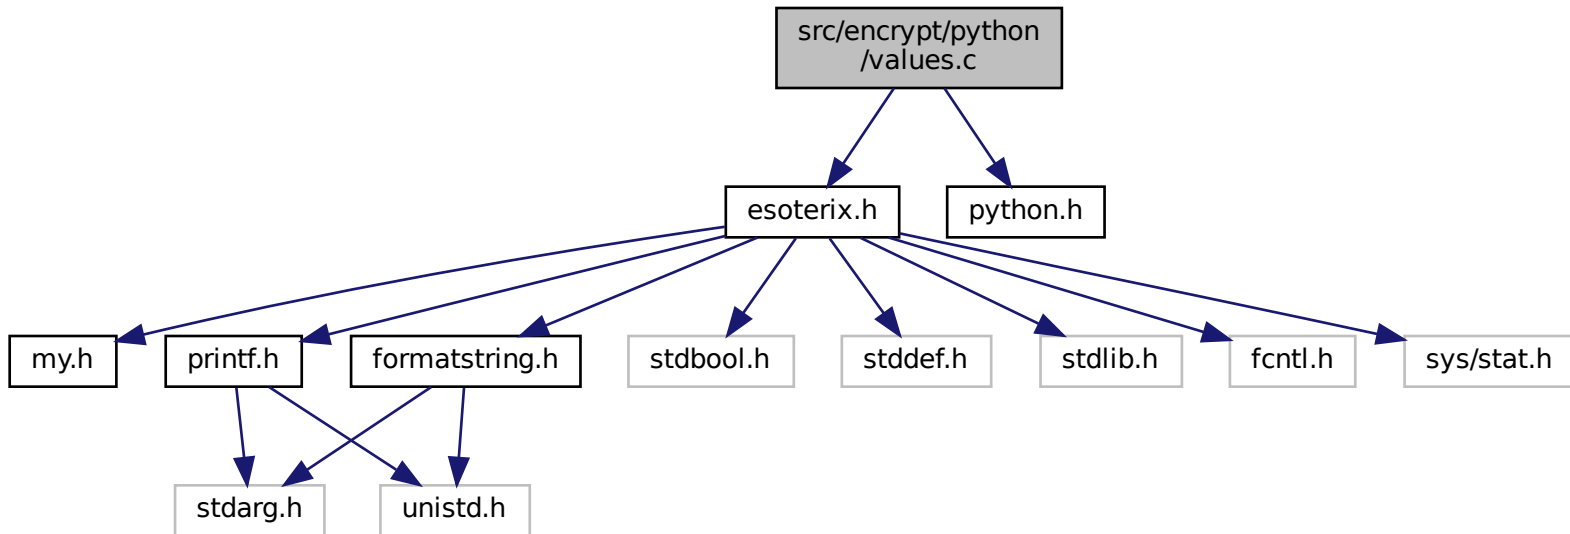 src/encrypt/python
/values.c
esoterix.h
python.h
my.h
printf.h
formatstring.h
stdbool.h
stddef.h
stdlib.h
fcntl.h
sys/stat.h
stdarg.h
unistd.h